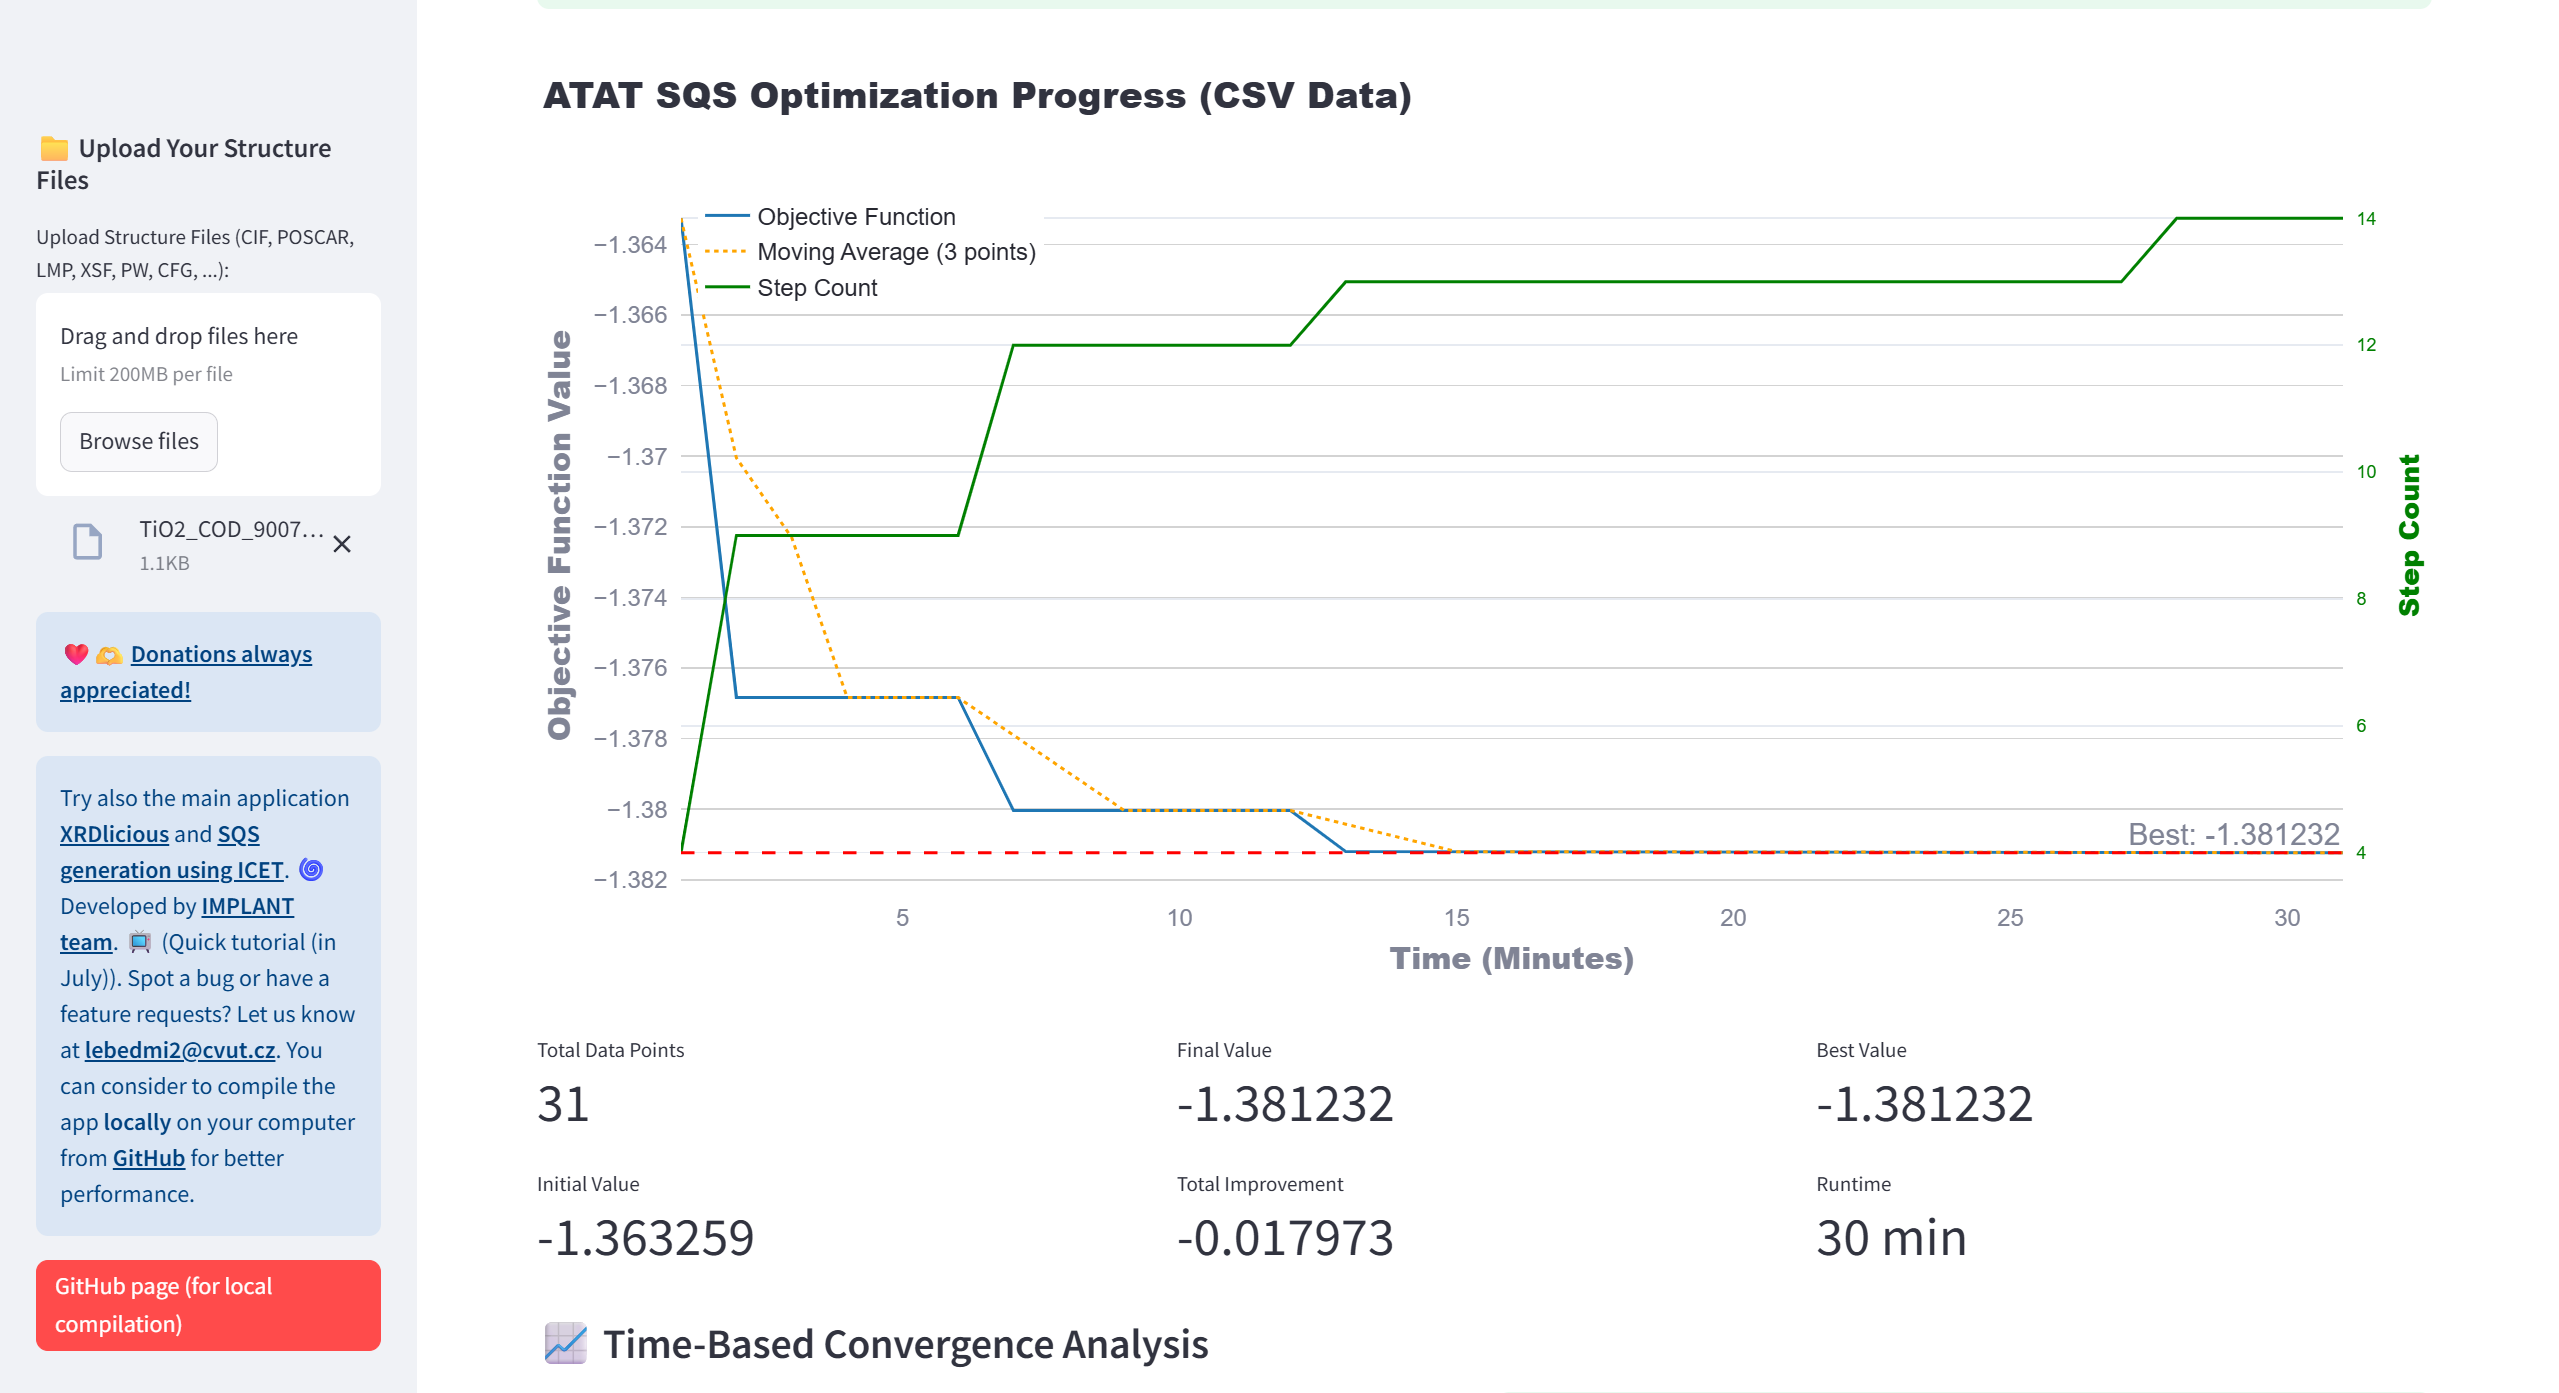 Upload Your Structure
Files
Upload Structure Files (CIF, POSCAR,
LMP, XSF, PW, CFG, ...):
Drag and drop files here
Limit 200MB per file
Browse files
TiO2_COD_9007...
1.1KB
Donations always
appreciated!
Try also the main application
XRDlicious and SQS
generation using ICET.
Developed by IMPLANT
team. (Quick tutorial (in
July)). Spot a bug or have a
feature requests? Let us know
at lebedmi2@cvut.cz. You
can consider to compile the
app locally on your computer
from GitHub for better
performance.
GitHub page (for local
compilation)
ATAT SQS Optimization Progress (CSV Data)
Objective Function
Moving Average (3 points)
Step Count
Objective Function Value
−1.364
−1.366
−1.368
−1.37
−1.372
−1.374
−1.376
−1.378
−1.38
−1.382
14
12
10
8
6
4
Step Count
Best: -1.381232
5
10
15
20
25
30
Time (Minutes)
Total Data Points
31
Final Value
-1.381232
Best Value
-1.381232
Initial Value
-1.363259
Total Improvement
-0.017973
Runtime
30 min
Time-Based Convergence Analysis